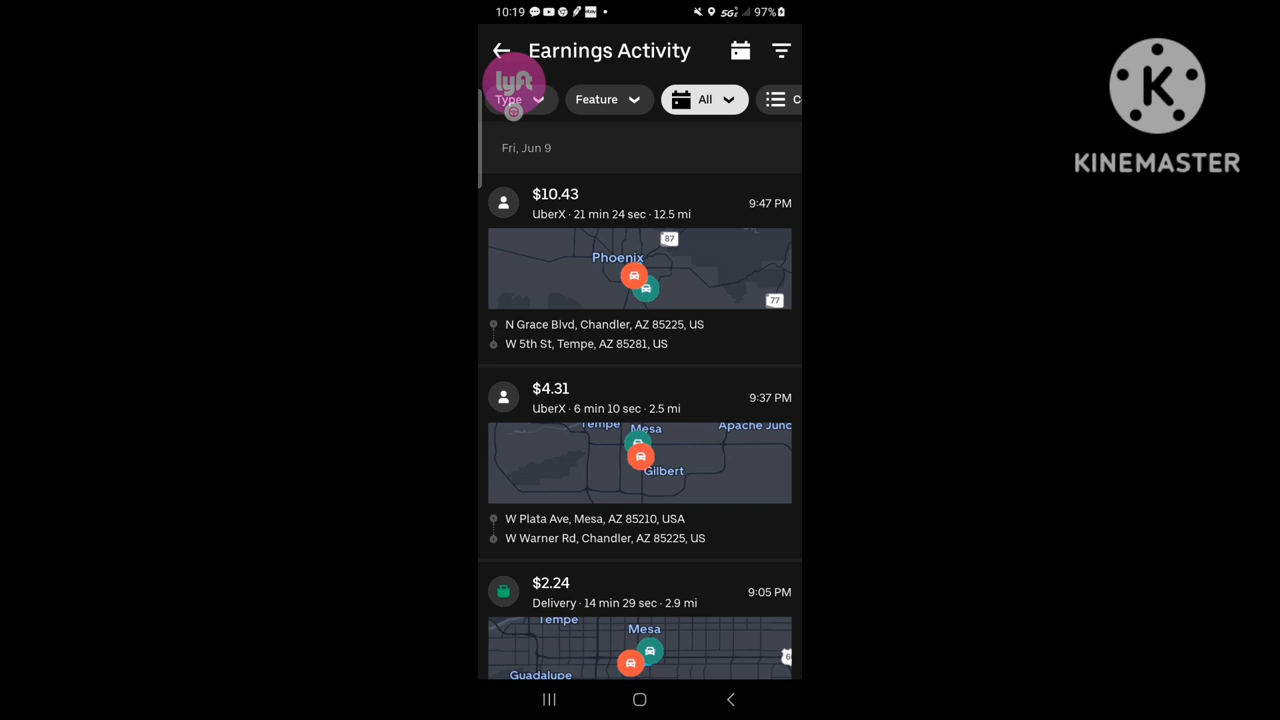 10:19
5G
97%
Earnings Activity
lyft
Type
Feature
All
C
Fri, Jun 9
$10.43
UberX · 21 min 24 sec · 12.5 mi
9:47 PM
87
Phoenix
77
N Grace Blvd, Chandler, AZ 85225, US
W 5th St, Tempe, AZ 85281, US
$4.31
UberX · 6 min 10 sec · 2.5 mi
9:37 PM
Tempe
Mesa
Apache Junc
Gilbert
W Plata Ave, Mesa, AZ 85210, USA
W Warner Rd, Chandler, AZ 85225, US
$2.24
Delivery · 14 min 29 sec · 2.9 mi
9:05 PM
Tempe
Mesa
6
Guadalupe
K
KINEMASTER